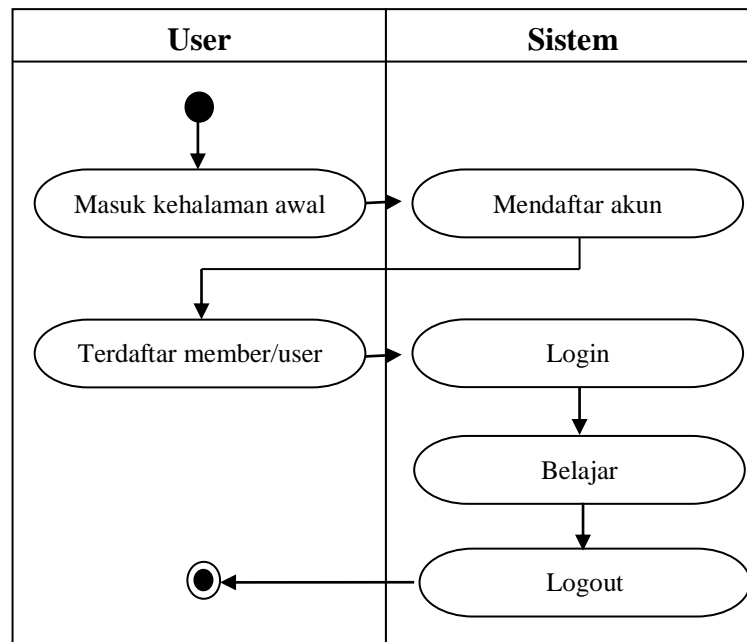 User
Sistem
Masuk kehalaman awal
Mendaftar akun
Terdaftar member/user
Login
Belajar
Logout